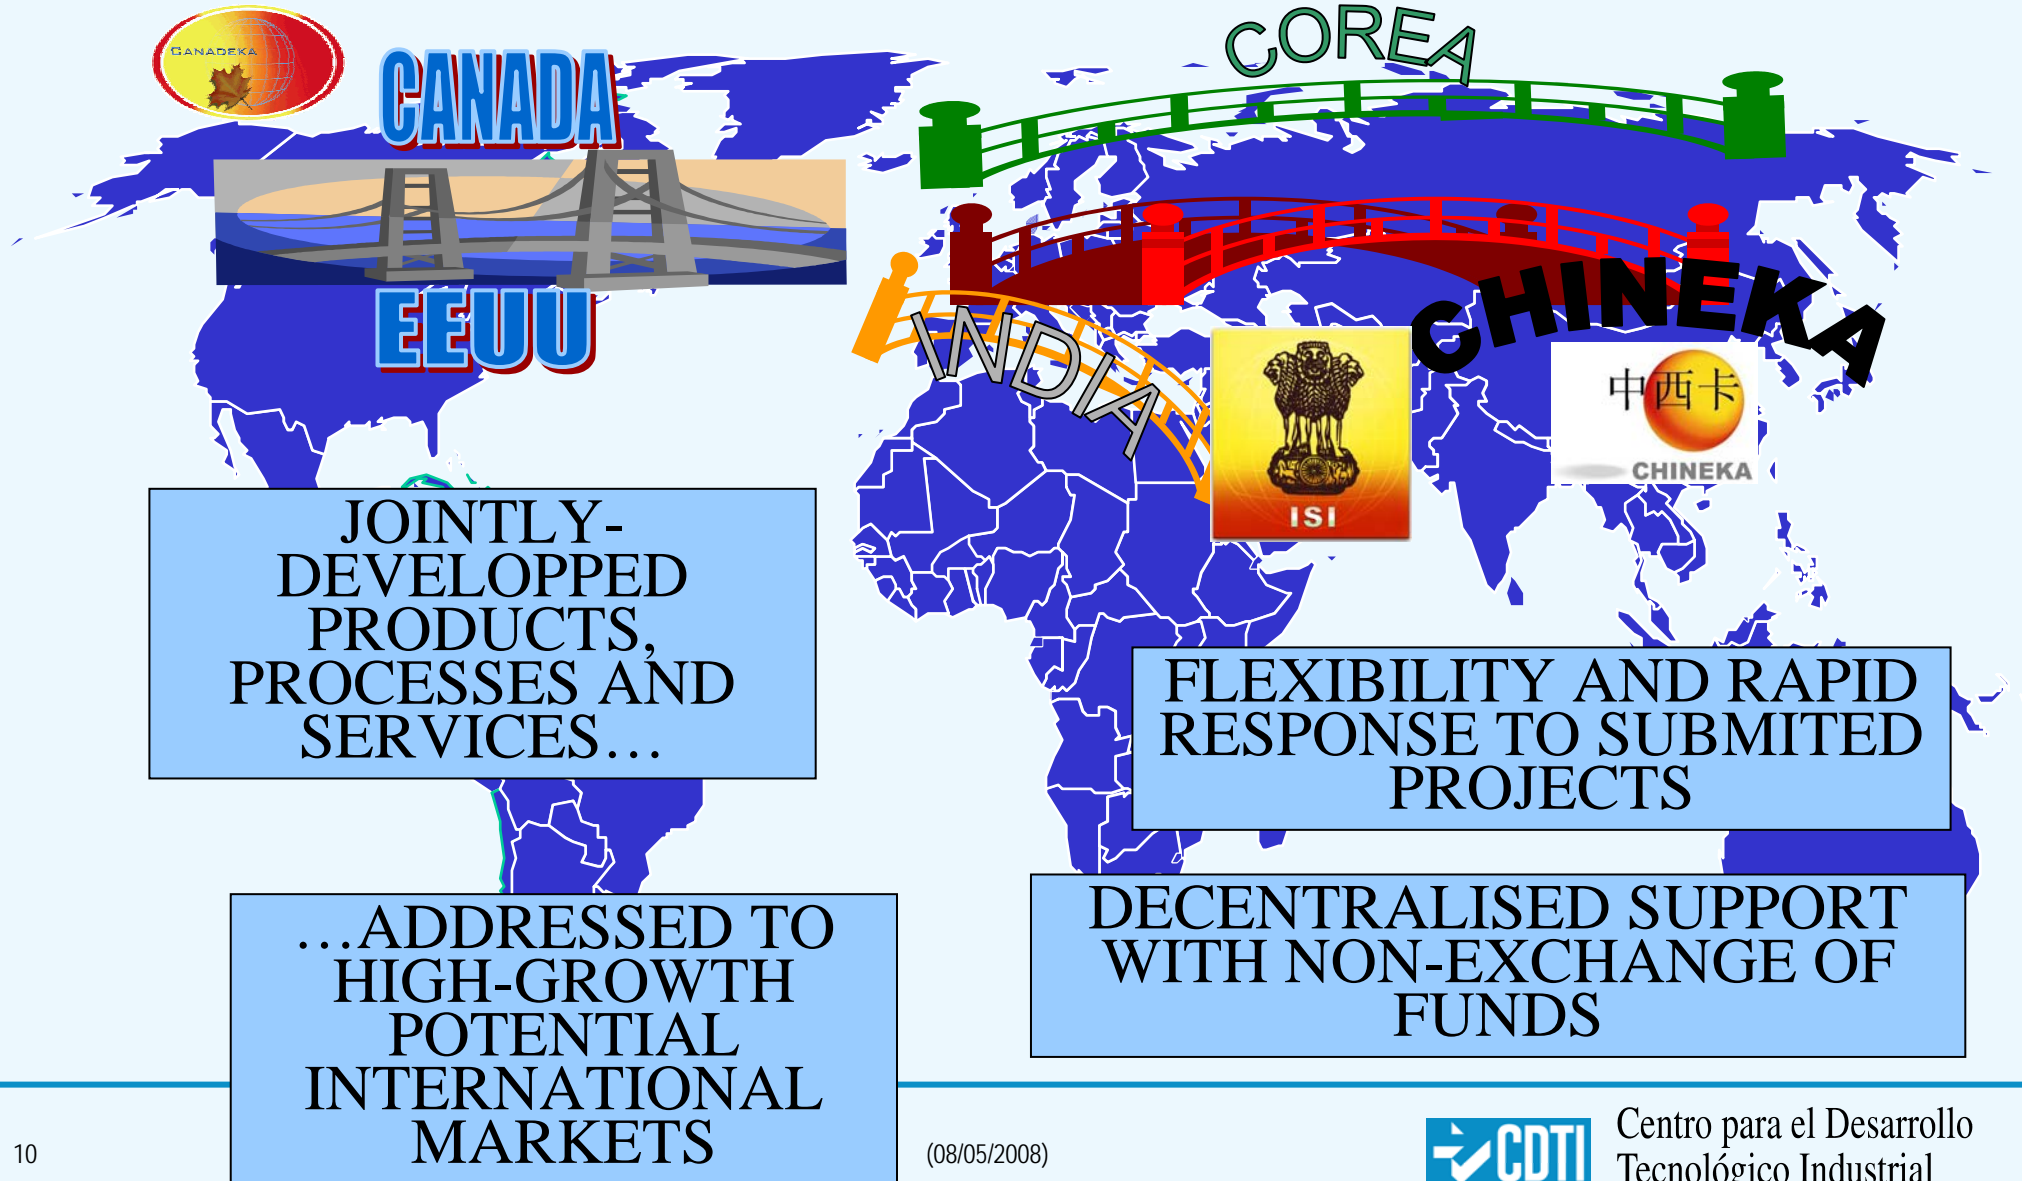 CANADEKA
CANADA
EEUU
COREA
INDIA
CHINEKA
ISI
中西卡
CHINEKA
JOINTLY-
DEVELOPPED
PRODUCTS,
PROCESSES AND
SERVICES…
…ADDRESSED TO
HIGH-GROWTH
POTENTIAL
INTERNATIONAL
MARKETS
FLEXIBILITY AND RAPID
RESPONSE TO SUBMITED
PROJECTS
DECENTRALISED SUPPORT
WITH NON-EXCHANGE OF
FUNDS
10
(08/05/2008)
CDTI
Centro para el Desarrollo
Tecnológico Industrial